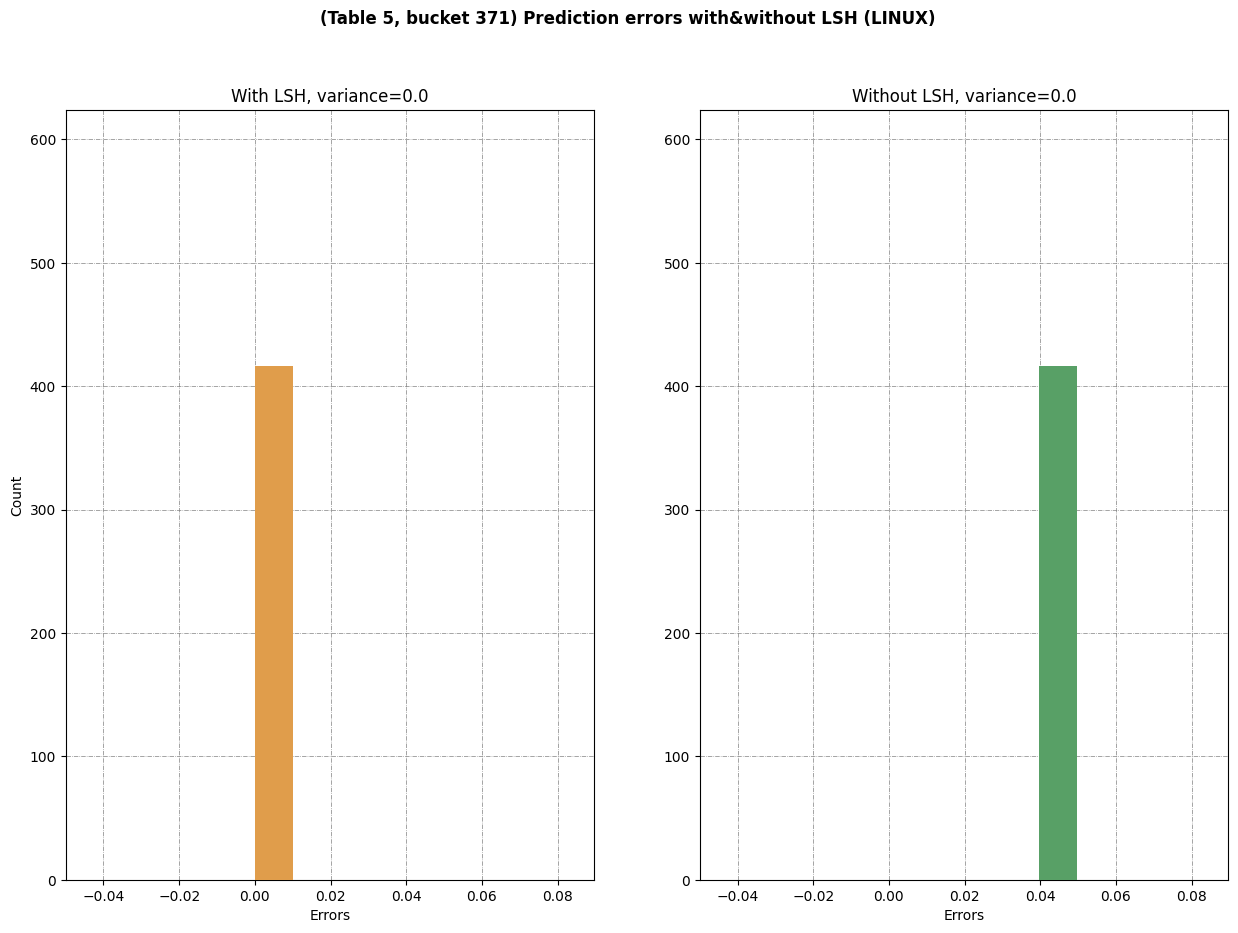 (Table 5, bucket 371) Prediction errors with&without LSH (LINUX)
With LSH, variance=0.0
600
500
400
300
200
100
0
Count
−0.04 −0.02 0.00 0.02 0.04 0.06 0.08
Errors
Without LSH, variance=0.0
600
500
400
300
200
100
0
−0.04 −0.02 0.00 0.02 0.04 0.06 0.08
Errors